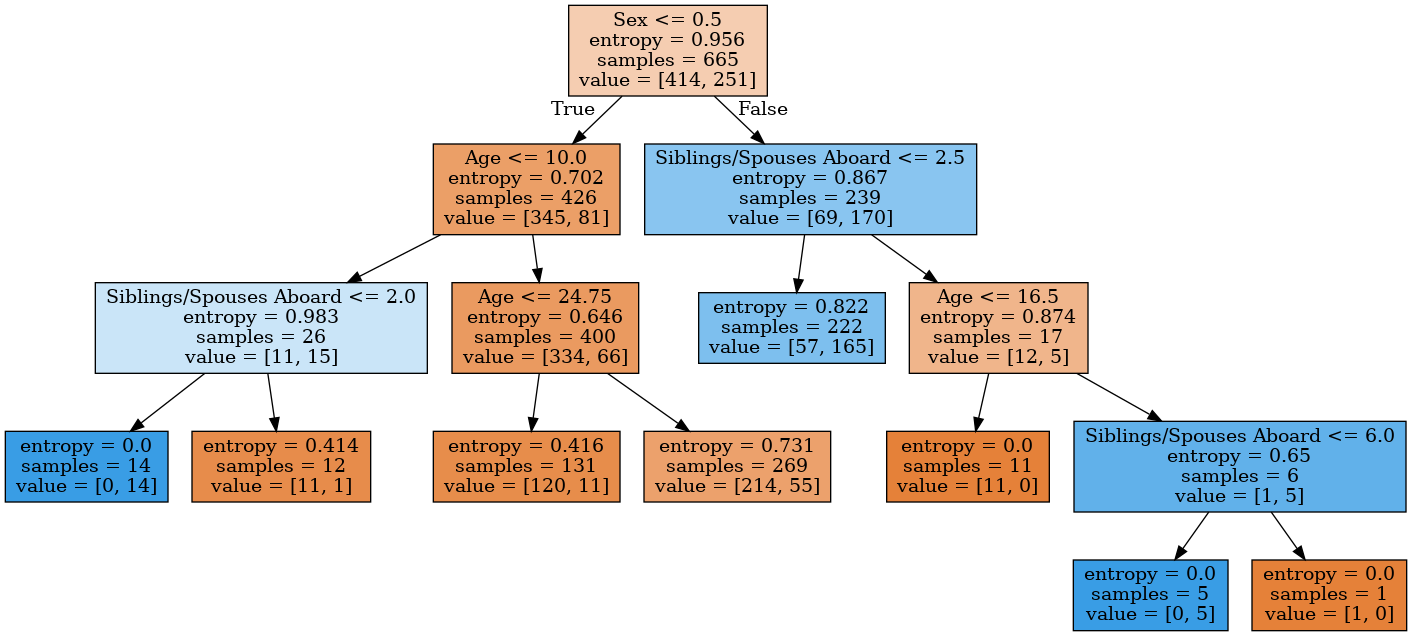 Sex <= 0.5
entropy = 0.956
samples = 665
value = [414, 251]
True
False
Age <= 10.0
entropy = 0.702
samples = 426
value = [345, 81]
Siblings/Spouses Aboard <= 2.5
entropy = 0.867
samples = 239
value = [69, 170]
Siblings/Spouses Aboard <= 2.0
entropy = 0.983
samples = 26
value = [11, 15]
Age <= 24.75
entropy = 0.646
samples = 400
value = [334, 66]
entropy = 0.822
samples = 222
value = [57, 165]
Age <= 16.5
entropy = 0.874
samples = 17
value = [12, 5]
entropy = 0.0
samples = 14
value = [0, 14]
entropy = 0.414
samples = 12
value = [11, 1]
entropy = 0.416
samples = 131
value = [120, 11]
entropy = 0.731
samples = 269
value = [214, 55]
entropy = 0.0
samples = 11
value = [11, 0]
Siblings/Spouses Aboard <= 6.0
entropy = 0.65
samples = 6
value = [1, 5]
entropy = 0.0
samples = 5
value = [0, 5]
entropy = 0.0
samples = 1
value = [1, 0]